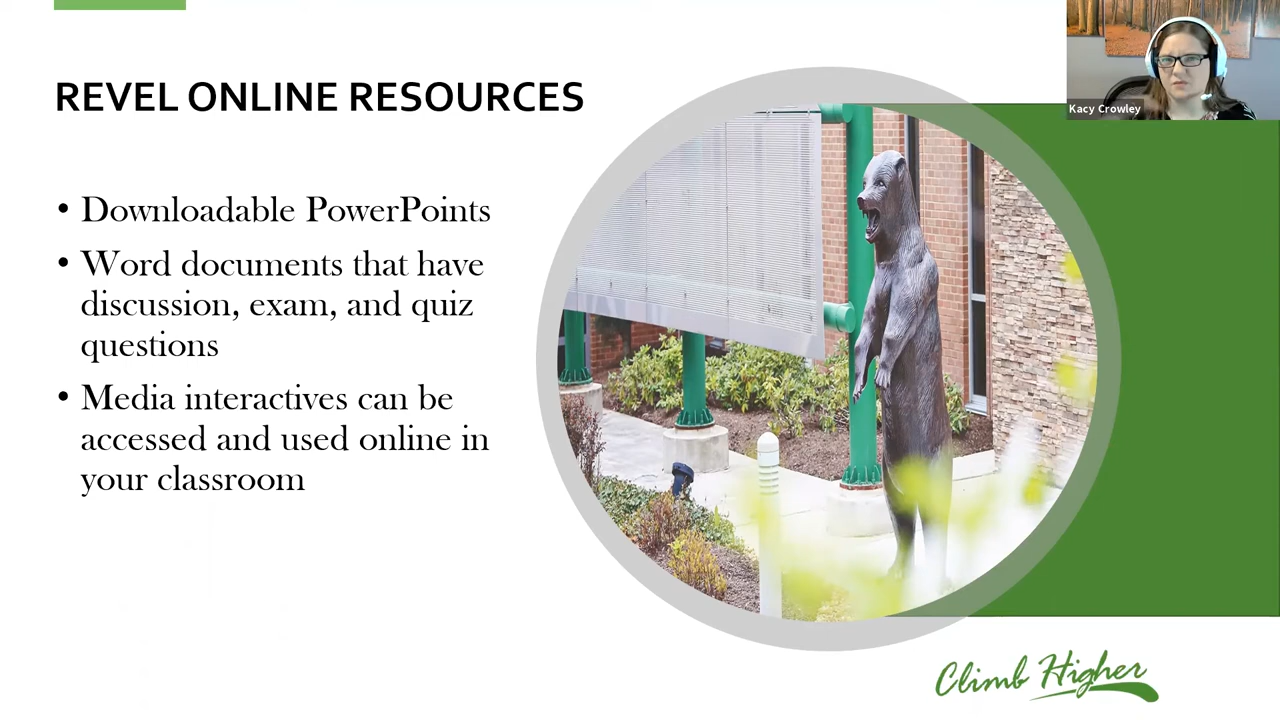 REVEL ONLINE RESOURCES
Kacy Crowley
• Downloadable PowerPoints
• Word documents that have
discussion, exam, and quiz
questions
• Media interactives can be
accessed and used online in
your classroom
Climb Higher